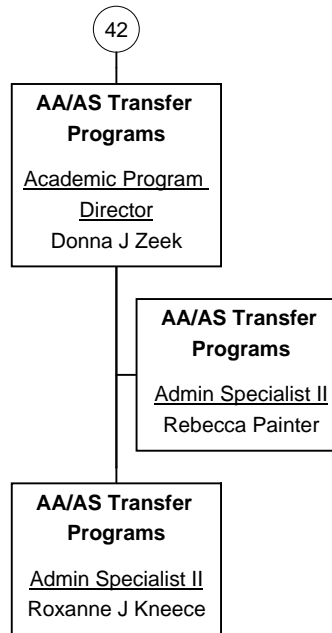 42
AA/AS Transfer
Programs
Academic Program
Director
Donna J Zeek
AA/AS Transfer
Programs
Admin Specialist II
Rebecca Painter
AA/AS Transfer
Programs
Admin Specialist II
Roxanne J Kneece